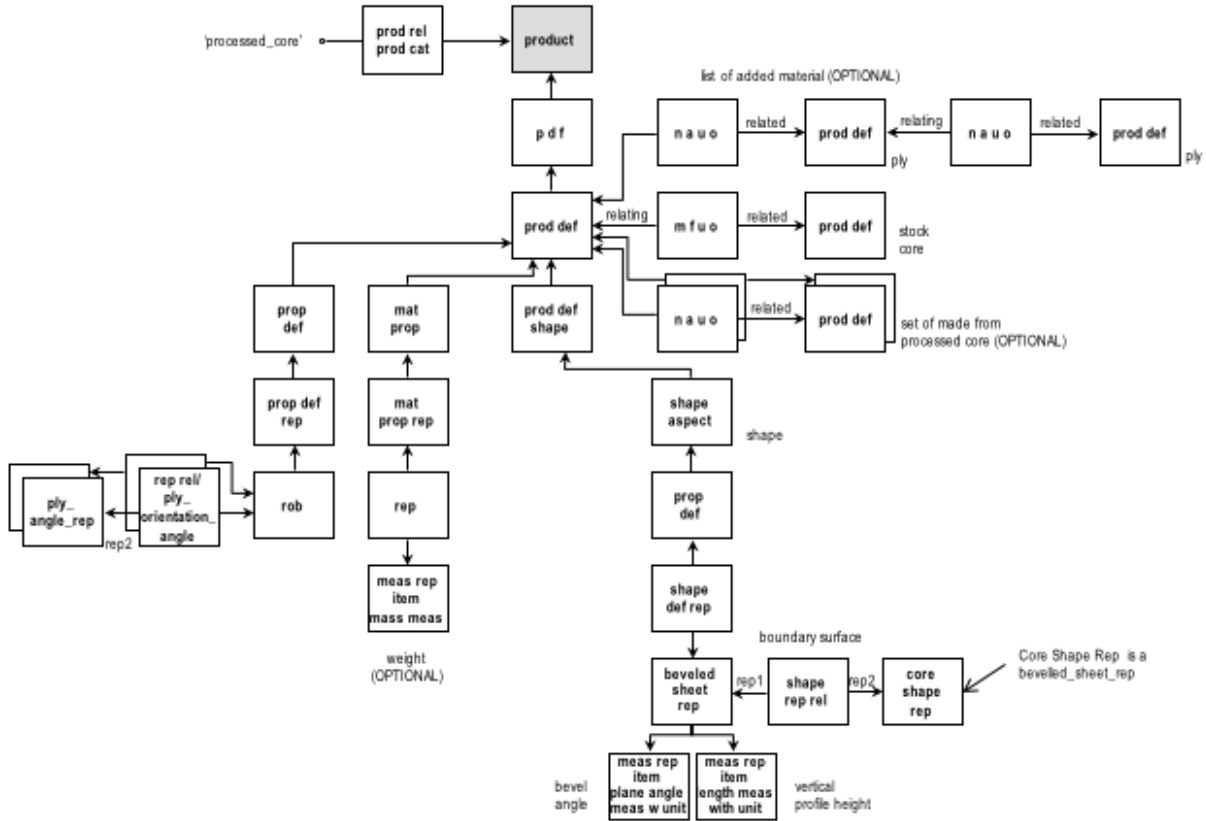 'processed_core'
prod rel
prod cat
product
list of added material (OPTIONAL)
p d f
n a u o
related
prod def
relating
n a u o
related
prod def
ply
ply
prod def
relating
m f u o
related
prod def
stock
core
prop
def
mat
prop
prod def
shape
n a u o
related
prod def
set of made from
processed core (OPTIONAL)
prop def
rep
mat
prop rep
shape
aspect
shape
ply_
angle_rep
rep2
rep rel/
ply_
orientation_
angle
rob
rep
prop
def
meas rep
item
mass meas
shape
def rep
weight
(OPTIONAL)
boundary surface
beveled
sheet
rep
rep1
shape
rep rel
rep2
core
shape
rep
Core Shape Rep is a
bevelled_sheet_rep
bevel
angle
meas rep
item
plane angle
meas w unit
meas rep
item
ength meas
with unit
vertical
profile height